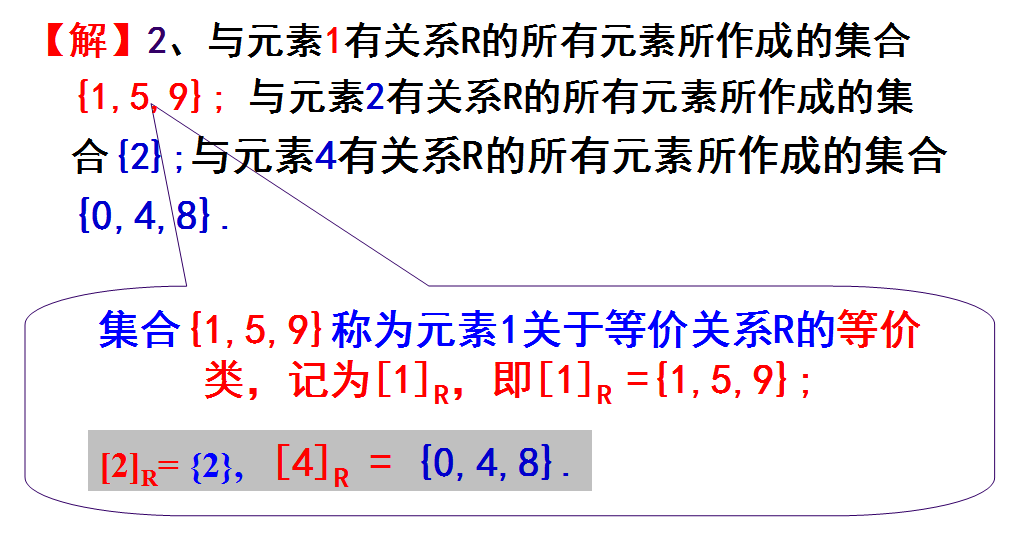 【解】2、与元素1有关系R的所有元素所作成的集合
{1,5,9}; 与元素2有关系R的所有元素所作成的集
合{2};与元素4有关系R的所有元素所作成的集合
{0,4,8}.
集合{1,5,9}称为元素1关于等价关系R的等价
类，记为[1]R，即[1]R ={1,5,9};
[2]R= {2}, [4]R = {0,4,8}.